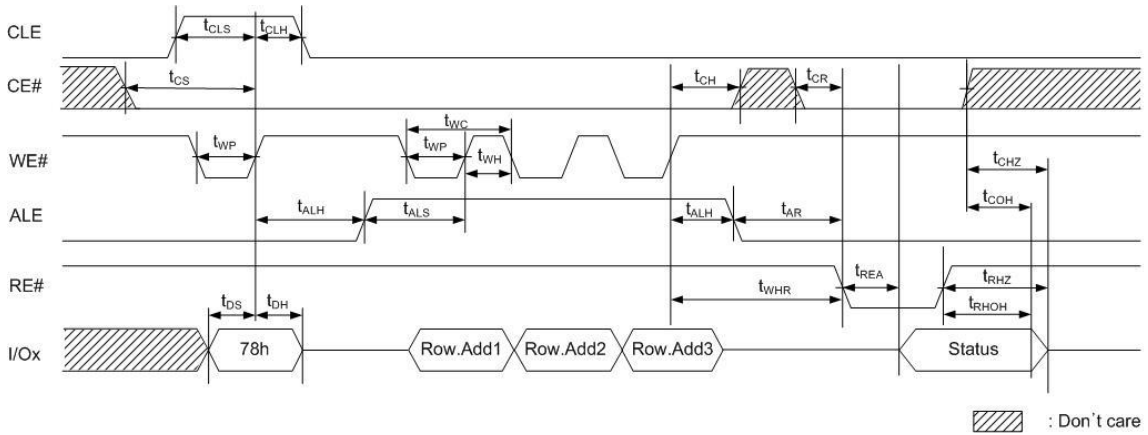 CLE
tCLS
tCLH
CE#
tCS
tCH
tCR
WE#
tWP
tWC
tWP
tWH
tCHZ
tCOH
ALE
tALH
tALS
tALH
tAR
RE#
tWHR
tREA
tRHZ
tRHOH
tDS
tDH
I/Ox
78h
Row.Add1
Row.Add2
Row.Add3
Status
: Don't care